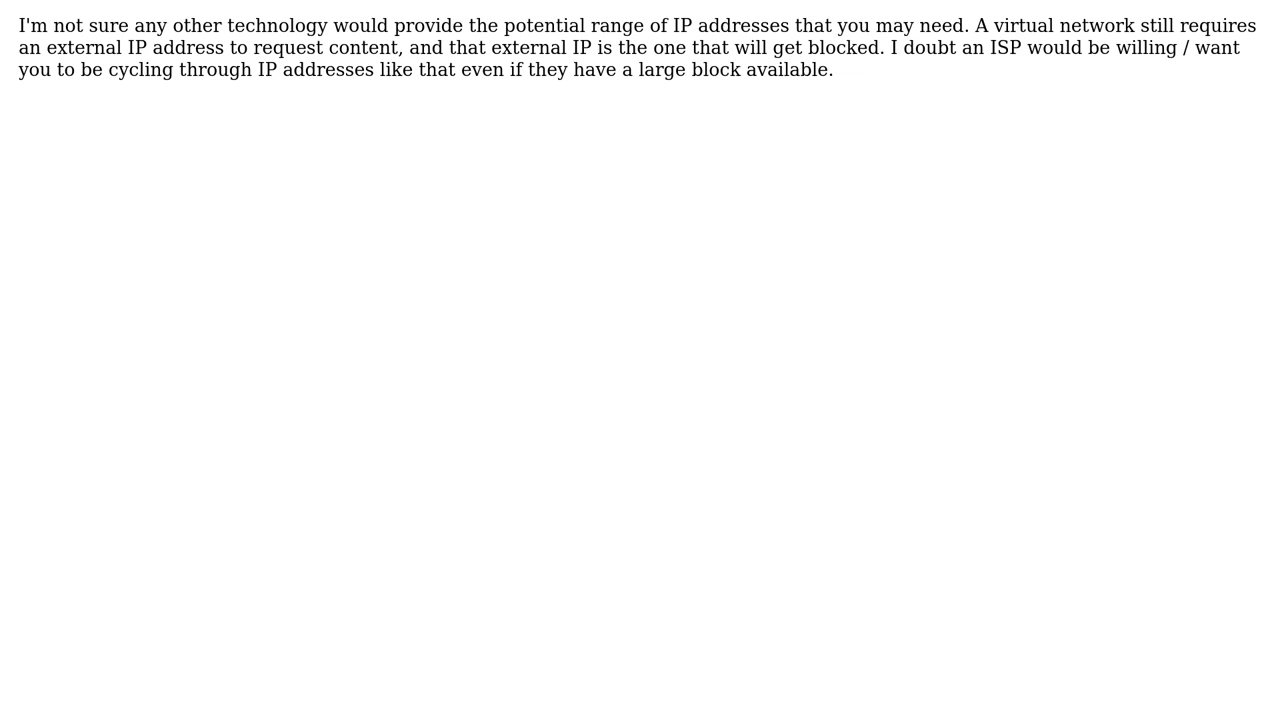 I'm not sure any other technology would provide the potential range of IP addresses that you may need. A virtual network still requires
an external IP address to request content, and that external IP is the one that will get blocked. I doubt an ISP would be willing / want
you to be cycling through IP addresses like that even if they have a large block available.